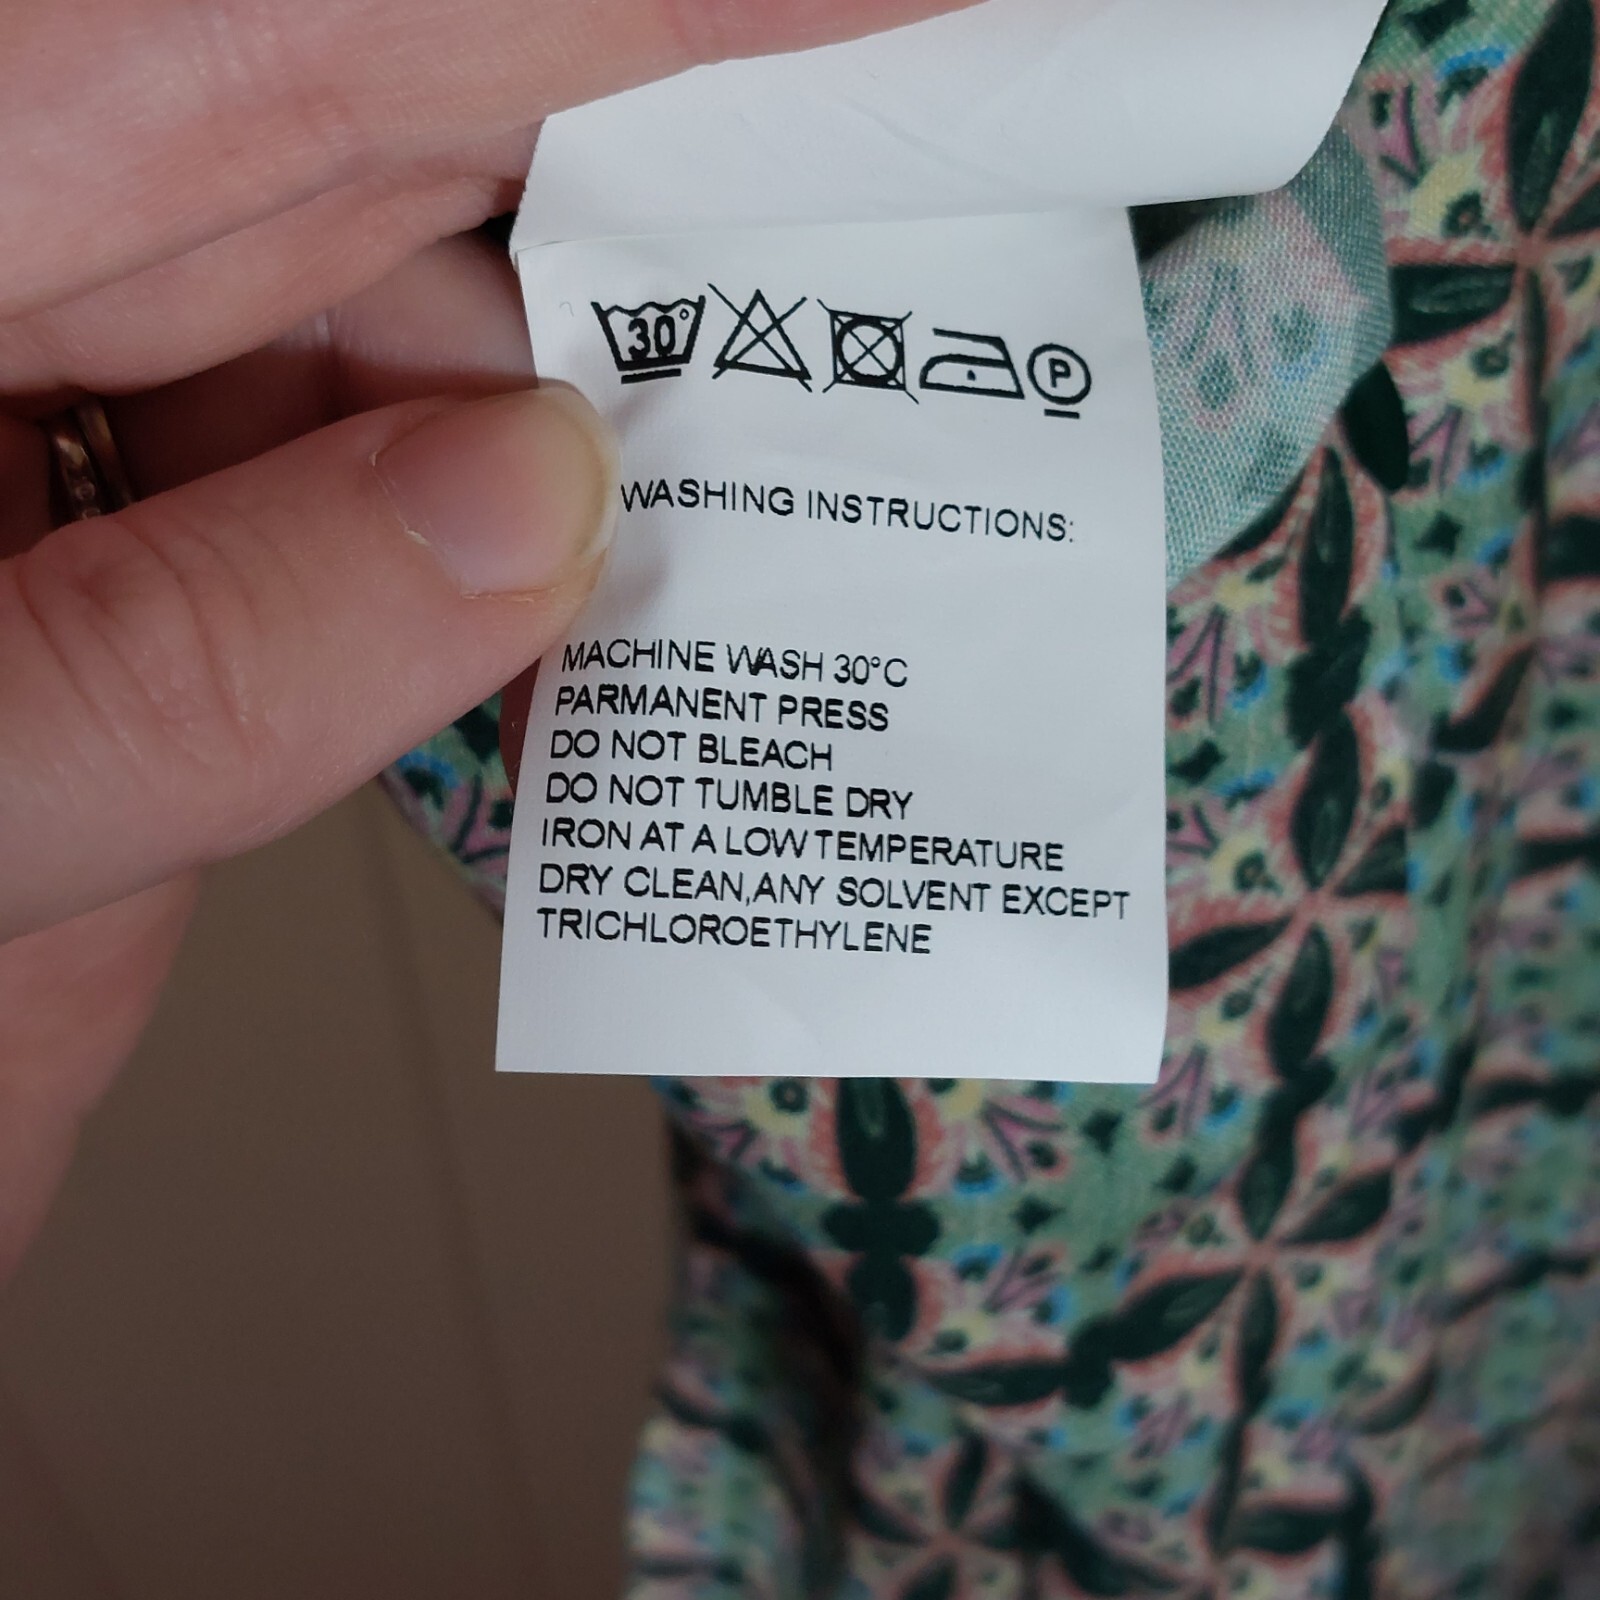 30°
P
WASHING INSTRUCTIONS:
MACHINE WASH 30°C
PARMANENT PRESS
DO NOT BLEACH
DO NOT TUMBLE DRY
IRON AT A LOW TEMPERATURE
DRY CLEAN,ANY SOLVENT EXCEPT
TRICHLOROETHYLENE